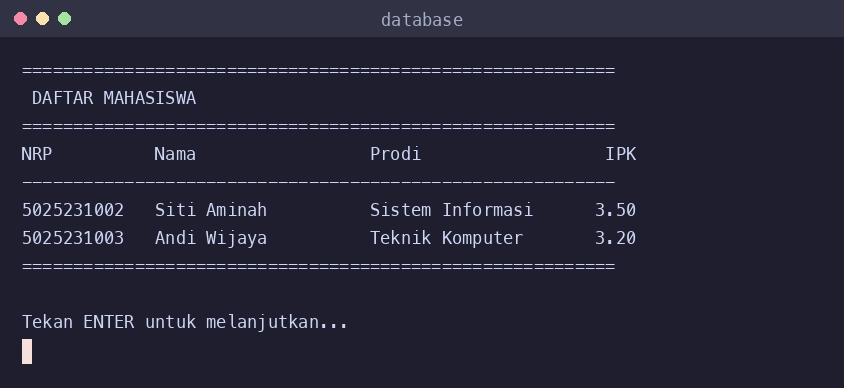 database
==========================================================
 DAFTAR MAHASISWA
==========================================================
NRP          Nama                 Prodi                  IPK
----------------------------------------------------------
5025231002   Siti Aminah          Sistem Informasi      3.50
5025231003   Andi Wijaya          Teknik Komputer       3.20
==========================================================
Tekan ENTER untuk melanjutkan...